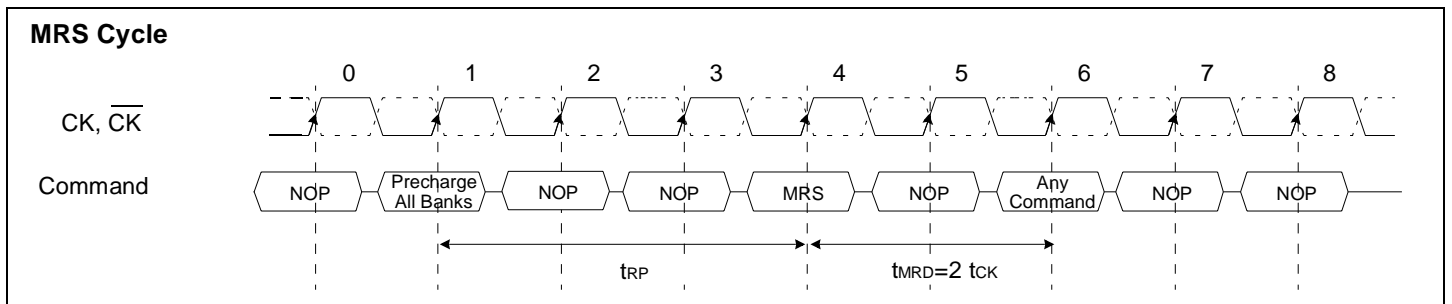 MRS Cycle
0 1 2 3 4 5 6 7 8
CK, C̅K̅
Command
NOP Precharge All Banks NOP NOP MRS NOP Any Command NOP NOP
tRP tMRD=2 tCK